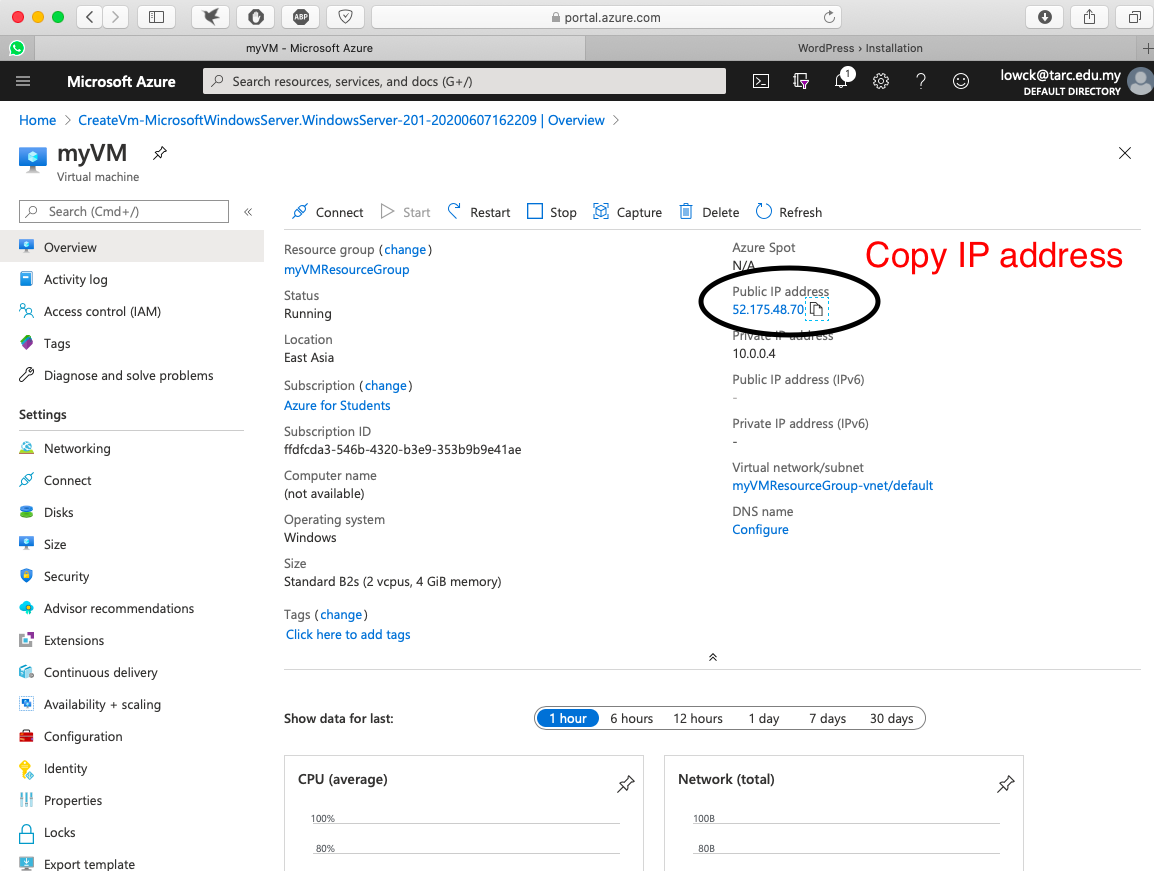 ABP
portal.azure.com
myVM - Microsoft Azure
WordPress › Installation
Microsoft Azure
Search resources, services, and docs (G+/)
1
lowck@tarc.edu.my
DEFAULT DIRECTORY
Home > CreateVm-MicrosoftWindowsServer.WindowsServer-201-20200607162209 | Overview >
myVM
Virtual machine
Search (Cmd+/)
«
Connect
Start
Restart
Stop
Capture
Delete
Refresh
Overview
Activity log
Access control (IAM)
Tags
Diagnose and solve problems
Settings
Networking
Connect
Disks
Size
Security
Advisor recommendations
Extensions
Continuous delivery
Availability + scaling
Configuration
Identity
Properties
Locks
Export template
Resource group (change)
myVMResourceGroup
Status
Running
Location
East Asia
Subscription (change)
Azure for Students
Subscription ID
ffdfcda3-546b-4320-b3e9-353b9b9e41ae
Computer name
(not available)
Operating system
Windows
Size
Standard B2s (2 vcpus, 4 GiB memory)
Tags (change)
Click here to add tags
Azure Spot
N/A
Copy IP address
Public IP address
52.175.48.70
Private IP address
10.0.0.4
Public IP address (IPv6)
-
Private IP address (IPv6)
-
Virtual network/subnet
myVMResourceGroup-vnet/default
DNS name
Configure
Show data for last:
1 hour
6 hours
12 hours
1 day
7 days
30 days
CPU (average)
100%
80%
Network (total)
100B
80B